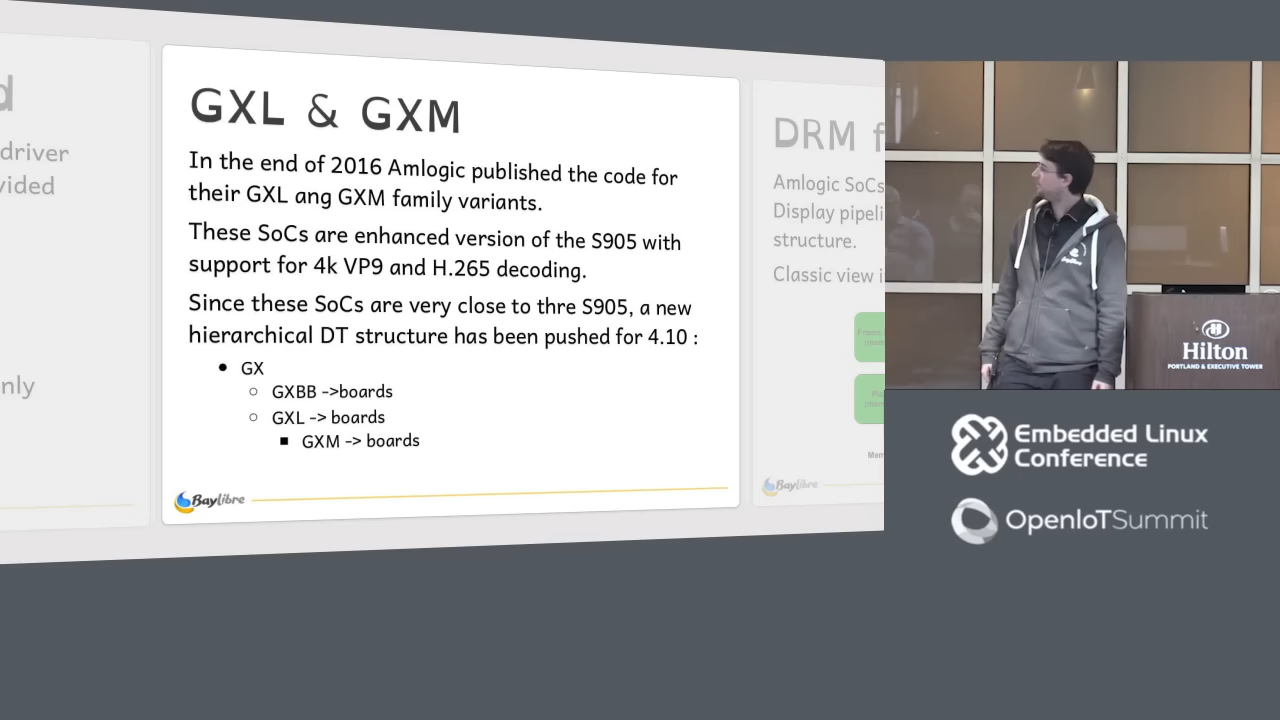 d
driver
vided
nly
GXL & GXM
In the end of 2016 Amlogic published the code for
their GXL ang GXM family variants.
These SoCs are enhanced version of the S905 with
support for 4k VP9 and H.265 decoding.
Since these SoCs are very close to thre S905, a new
hierarchical DT structure has been pushed for 4.10 :
GX
GXBB ->boards
GXL -> boards
GXM -> boards
Baylibre
DRM f
Amlogic SoCs
Display pipeli
structure.
Classic view i
Mem
Baylibre
Hilton
PORTLAND & EXECUTIVE TOWER
Embedded Linux
Conference
OpenIoTSummit